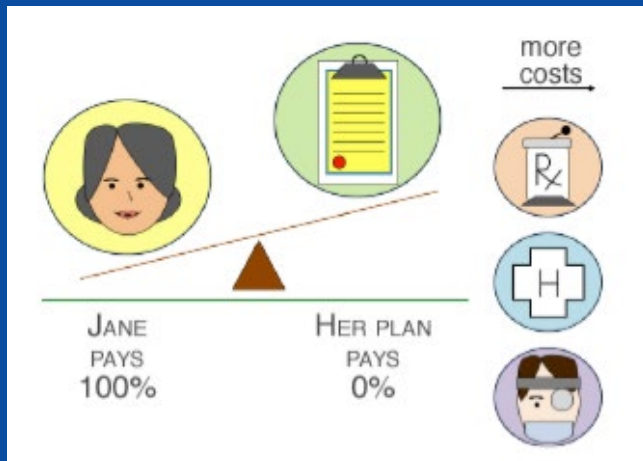 more
costs
Rx
H
JANE
PAYS
100%
HER PLAN
PAYS
0%